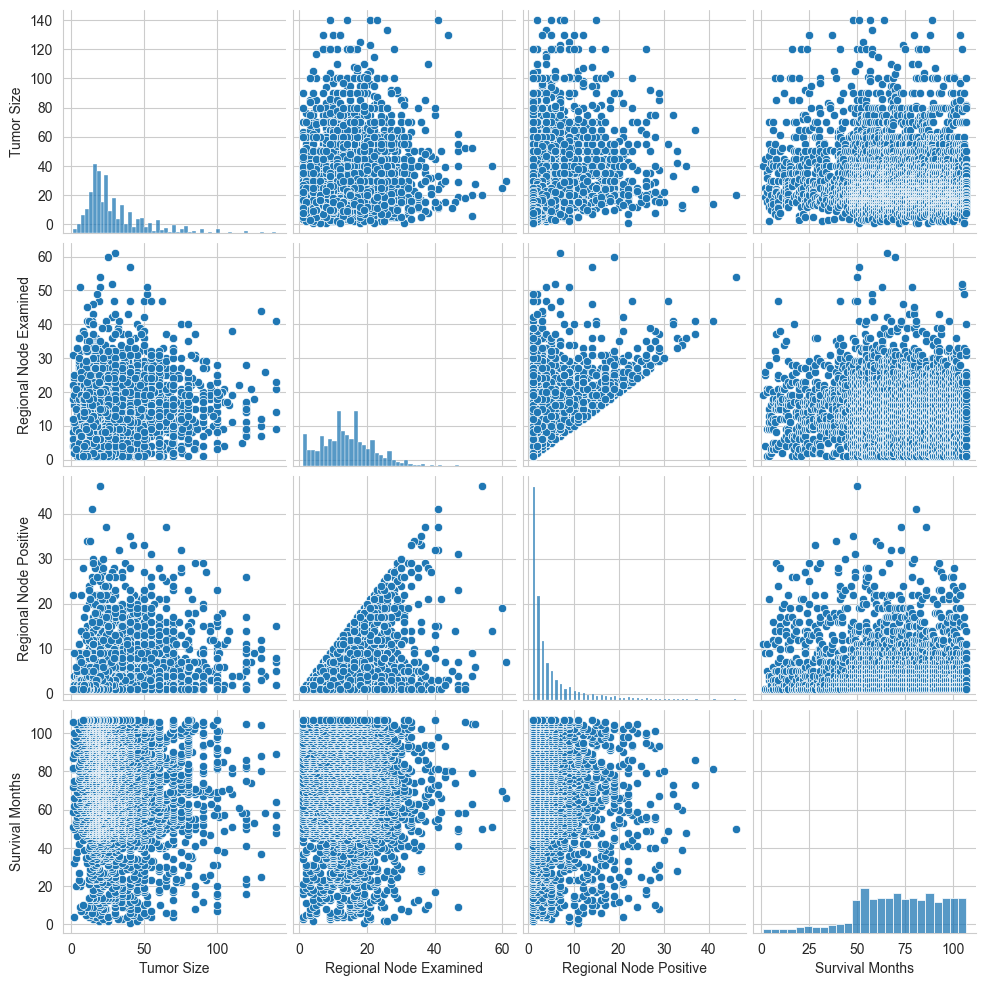 140
120
100
80
60
40
20
0
Tumor Size
60
50
40
30
20
10
0
Regional Node Examined
40
30
20
10
0
Regional Node Positive
100
80
60
40
20
0
Survival Months
0 50 100
0 20 40 60
0 10 20 30 40
0 25 50 75 100
Tumor Size
Regional Node Examined
Regional Node Positive
Survival Months